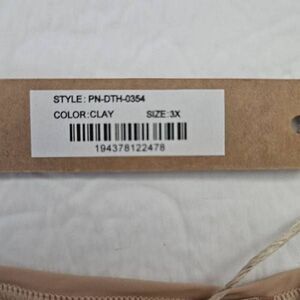 STYLE: PN-DTH-0354
COLOR:CLAY SIZE:3X
194378122478